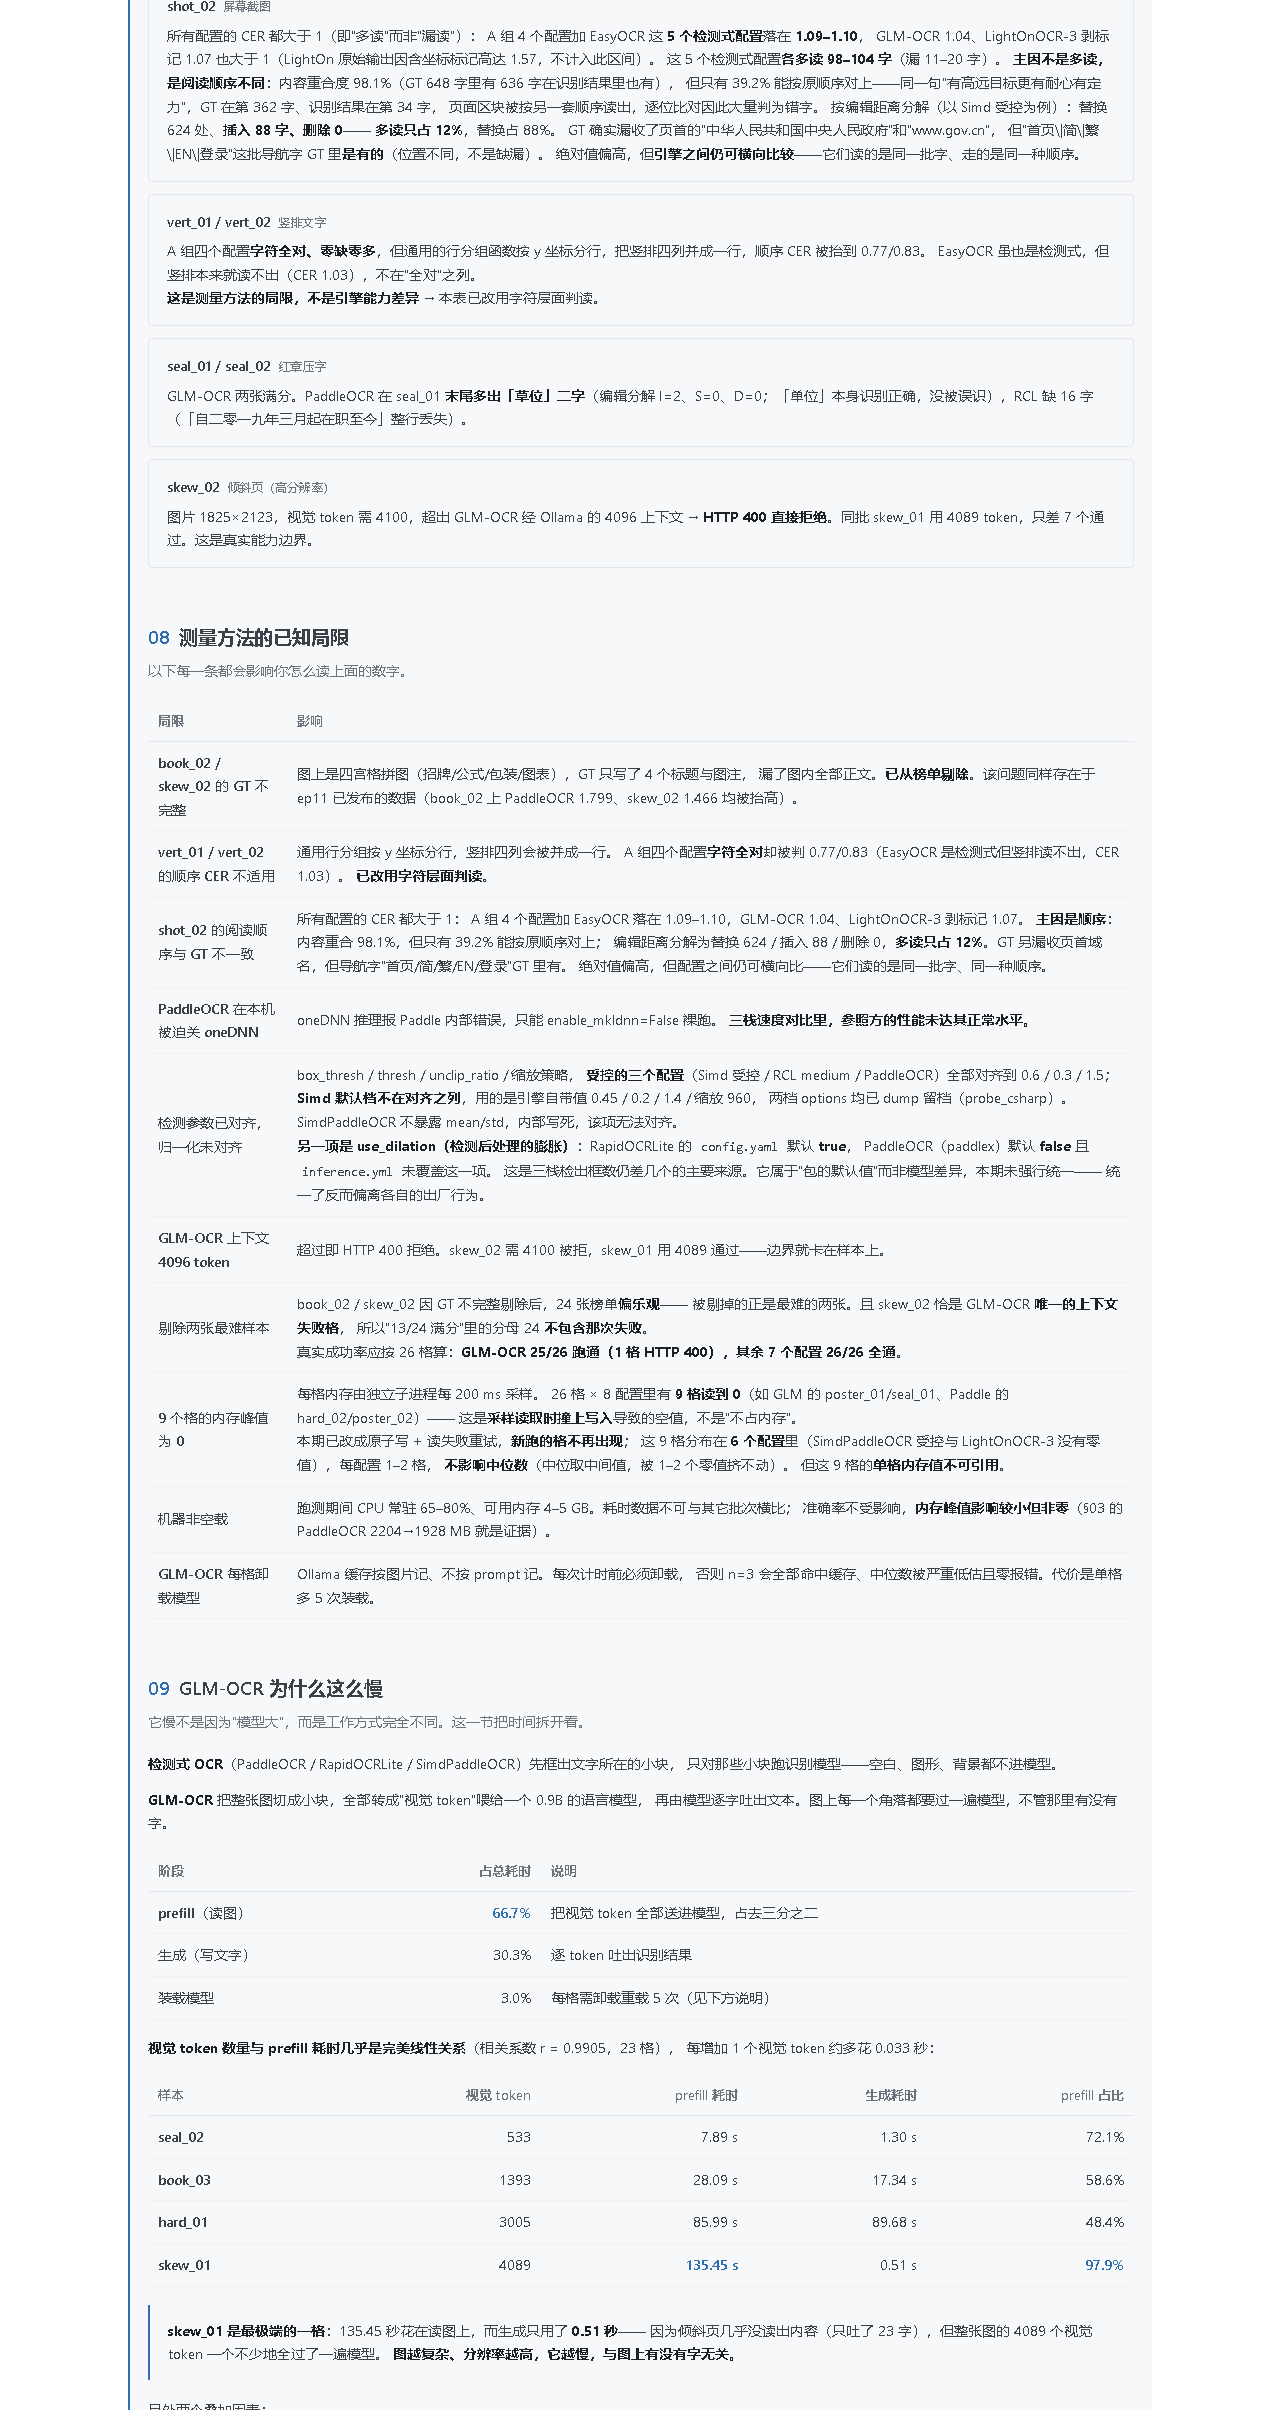 shot_02 屏幕截图
所有配置的 CER 都大于 1（即"多读"而非"漏读"）： A 组 4 个配置加 EasyOCR 这 5 个检测式配置落在 1.09–1.10， GLM-OCR 1.04、LightOnOCR-3 剥标
记 1.07 也大于 1（LightOn 原始输出因含坐标标记高达 1.57，不计入此区间）。 这 5 个检测式配置各多读 98–104 字（漏 11–20 字）。 主因不是多读，
是阅读顺序不同：内容重合度 98.1%（GT 648 字里有 636 字在识别结果里也有）， 但只有 39.2% 能按原顺序对上——同一句"有高远目标更有耐心有定
力"，GT 在第 362 字、识别结果在第 34 字， 页面区块被按另一套顺序读出，逐位比对因此大量判为错字。 按编辑距离分解（以 Simd 受控为例）：替换
624 处、插入 88 字、删除 0—— 多读只占 12%，替换占 88%。 GT 确实漏收了页首的"中华人民共和国中央人民政府"和"www.gov.cn"， 但"首页\|简\|繁
\|EN\|登录"这批导航字 GT 里是有的（位置不同，不是缺漏）。 绝对值偏高，但引擎之间仍可横向比较——它们读的是同一批字、走的是同一种顺序。
vert_01 / vert_02 竖排文字
A 组四个配置字符全对、零缺零多，但通用的行分组函数按 y 坐标分行，把竖排四列并成一行，顺序 CER 被抬到 0.77/0.83。 EasyOCR 虽也是检测式，但
竖排本来就读不出（CER 1.03），不在"全对"之列。
这是测量方法的局限，不是引擎能力差异 → 本表已改用字符层面判读。
seal_01 / seal_02 红章压字
GLM-OCR 两张满分。PaddleOCR 在 seal_01 末尾多出「草位」二字（编辑分解 I=2、S=0、D=0；「单位」本身识别正确，没被误识），RCL 缺 16 字
（「自二零一九年三月起在职至今」整行丢失）。
skew_02 倾斜页（高分辨率）
图片 1825×2123，视觉 token 需 4100，超出 GLM-OCR 经 Ollama 的 4096 上下文 → HTTP 400 直接拒绝。同批 skew_01 用 4089 token，只差 7 个通
过。这是真实能力边界。
08 测量方法的已知局限
以下每一条都会影响你怎么读上面的数字。
局限 影响
book_02 /
skew_02 的 GT 不
完整
图上是四宫格拼图（招牌/公式/包装/图表），GT 只写了 4 个标题与图注， 漏了图内全部正文。已从榜单剔除。该问题同样存在于
ep11 已发布的数据（book_02 上 PaddleOCR 1.799、skew_02 1.466 均被抬高）。
vert_01 / vert_02
的顺序 CER 不适用
通用行分组按 y 坐标分行，竖排四列会被并成一行。 A 组四个配置字符全对却被判 0.77/0.83（EasyOCR 是检测式但竖排读不出，CER
1.03）。 已改用字符层面判读。
shot_02 的阅读顺
序与 GT 不一致
所有配置的 CER 都大于 1： A 组 4 个配置加 EasyOCR 落在 1.09–1.10，GLM-OCR 1.04、LightOnOCR-3 剥标记 1.07。 主因是顺序：
内容重合 98.1%，但只有 39.2% 能按原顺序对上； 编辑距离分解为替换 624 / 插入 88 / 删除 0，多读只占 12%。GT 另漏收页首域
名，但导航字"首页/简/繁/EN/登录"GT 里有。 绝对值偏高，但配置之间仍可横向比——它们读的是同一批字、同一种顺序。
PaddleOCR 在本机
被迫关 oneDNN
oneDNN 推理报 Paddle 内部错误，只能 enable_mkldnn=False 裸跑。 三栈速度对比里，参照方的性能未达其正常水平。
检测参数已对齐，
归一化未对齐
box_thresh / thresh / unclip_ratio / 缩放策略， 受控的三个配置（Simd 受控 / RCL medium / PaddleOCR）全部对齐到 0.6 / 0.3 / 1.5；
Simd 默认档不在对齐之列，用的是引擎自带值 0.45 / 0.2 / 1.4 / 缩放 960， 两档 options 均已 dump 留档（probe_csharp）。
SimdPaddleOCR 不暴露 mean/std，内部写死，该项无法对齐。
另一项是 use_dilation（检测后处理的膨胀）：RapidOCRLite 的 config.yaml 默认 true， PaddleOCR（paddlex）默认 false 且
inference.yml 未覆盖这一项。 这是三栈检出框数仍差几个的主要来源。它属于"包的默认值"而非模型差异，本期未强行统一—— 统
一了反而偏离各自的出厂行为。
GLM-OCR 上下文
4096 token
超过即 HTTP 400 拒绝。skew_02 需 4100 被拒，skew_01 用 4089 通过——边界就卡在样本上。
剔除两张最难样本
book_02 / skew_02 因 GT 不完整剔除后，24 张榜单偏乐观—— 被剔掉的正是最难的两张。且 skew_02 恰是 GLM-OCR 唯一的上下文
失败格， 所以"13/24 满分"里的分母 24 不包含那次失败。
真实成功率应按 26 格算：GLM-OCR 25/26 跑通（1 格 HTTP 400），其余 7 个配置 26/26 全通。
9 个格的内存峰值
为 0
每格内存由独立子进程每 200 ms 采样。 26 格 × 8 配置里有 9 格读到 0（如 GLM 的 poster_01/seal_01、Paddle 的
hard_02/poster_02）—— 这是采样读取时撞上写入导致的空值，不是"不占内存"。
本期已改成原子写 + 读失败重试，新跑的格不再出现； 这 9 格分布在 6 个配置里（SimdPaddleOCR 受控与 LightOnOCR-3 没有零
值），每配置 1–2 格， 不影响中位数（中位取中间值，被 1–2 个零值挤不动）。 但这 9 格的单格内存值不可引用。
机器非空载
跑测期间 CPU 常驻 65–80%、可用内存 4–5 GB。耗时数据不可与其它批次横比； 准确率不受影响，内存峰值影响较小但非零（§03 的
PaddleOCR 2204→1928 MB 就是证据）。
GLM-OCR 每格卸
载模型
Ollama 缓存按图片记、不按 prompt 记。每次计时前必须卸载， 否则 n=3 会全部命中缓存、中位数被严重低估且零报错。代价是单格
多 5 次装载。
09 GLM-OCR 为什么这么慢
它慢不是因为"模型大"，而是工作方式完全不同。这一节把时间拆开看。
检测式 OCR（PaddleOCR / RapidOCRLite / SimdPaddleOCR）先框出文字所在的小块， 只对那些小块跑识别模型——空白、图形、背景都不进模型。
GLM-OCR 把整张图切成小块，全部转成"视觉 token"喂给一个 0.9B 的语言模型， 再由模型逐字吐出文本。图上每一个角落都要过一遍模型，不管那里有没有
字。
阶段 占总耗时 说明
prefill（读图） 66.7% 把视觉 token 全部送进模型，占去三分之二
生成（写文字） 30.3% 逐 token 吐出识别结果
装载模型 3.0% 每格需卸载重载 5 次（见下方说明）
视觉 token 数量与 prefill 耗时几乎是完美线性关系（相关系数 r = 0.9905，23 格）， 每增加 1 个视觉 token 约多花 0.033 秒：
样本 视觉 token prefill 耗时 生成耗时 prefill 占比
seal_02 533 7.89 s 1.30 s 72.1%
book_03 1393 28.09 s 17.34 s 58.6%
hard_01 3005 85.99 s 89.68 s 48.4%
skew_01 4089 135.45 s 0.51 s 97.9%
skew_01 是最极端的一格：135.45 秒花在读图上，而生成只用了 0.51 秒—— 因为倾斜页几乎没读出内容（只吐了 23 字），但整张图的 4089 个视觉
token 一个不少地全过了一遍模型。 图越复杂、分辨率越高，它越慢，与图上有没有字无关。